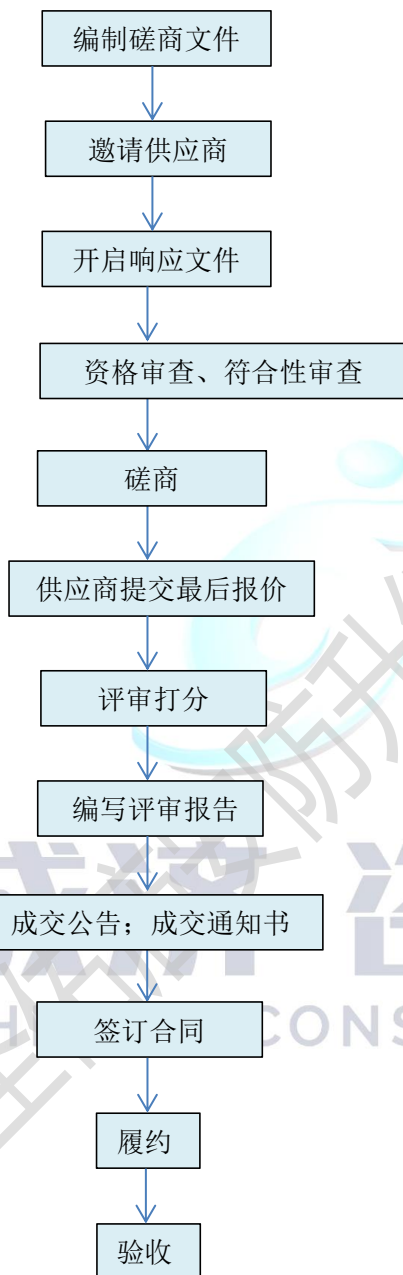 编制磋商文件
邀请供应商
开启响应文件
资格审查、符合性审查
磋商
供应商提交最后报价
评审打分
编写评审报告
成交公告；成交通知书
签订合同
CONS
履约
验收